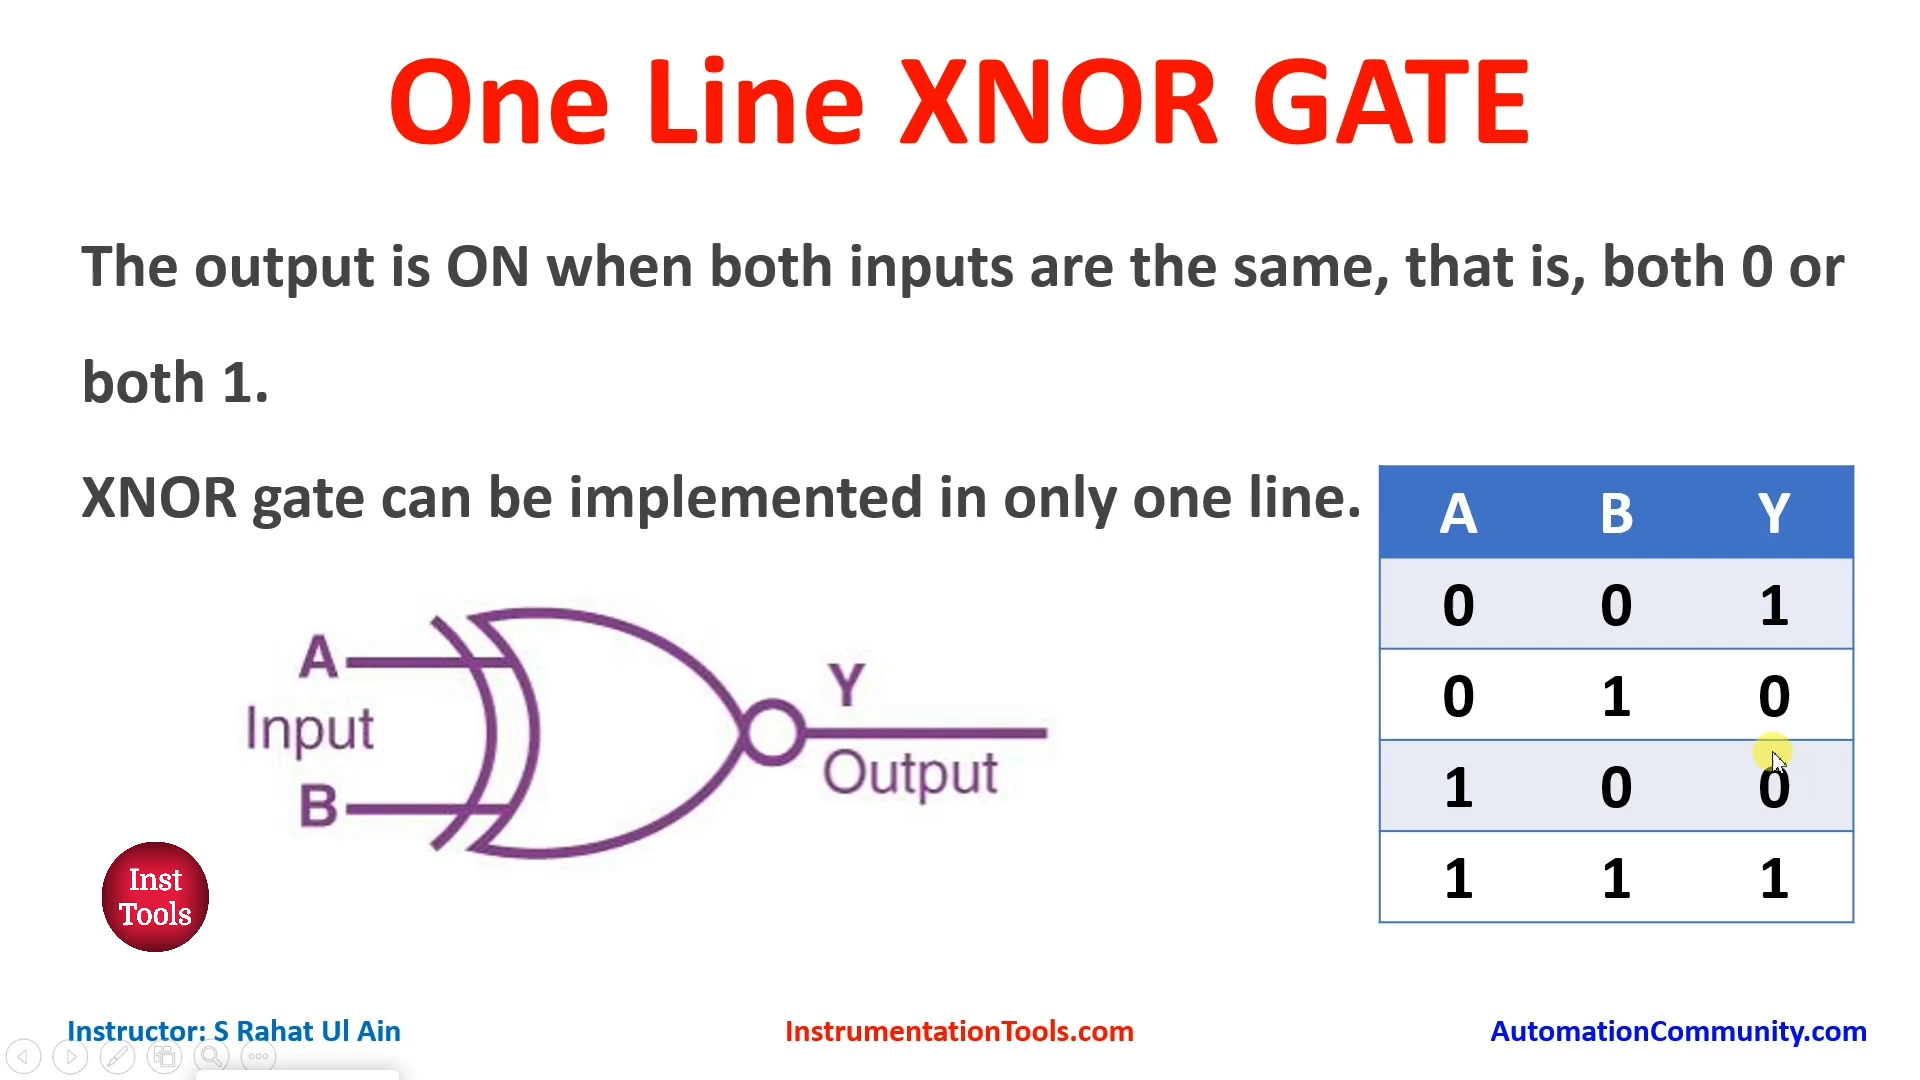 One Line XNOR GATE
The output is ON when both inputs are the same, that is, both 0 or
both 1.
XNOR gate can be implemented in only one line.
A
Input
B
Y
Output
A B Y
0 0 1
0 1 0
1 0 0
1 1 1
Inst
Tools
Instructor: S Rahat Ul Ain
InstrumentationTools.com
AutomationCommunity.com